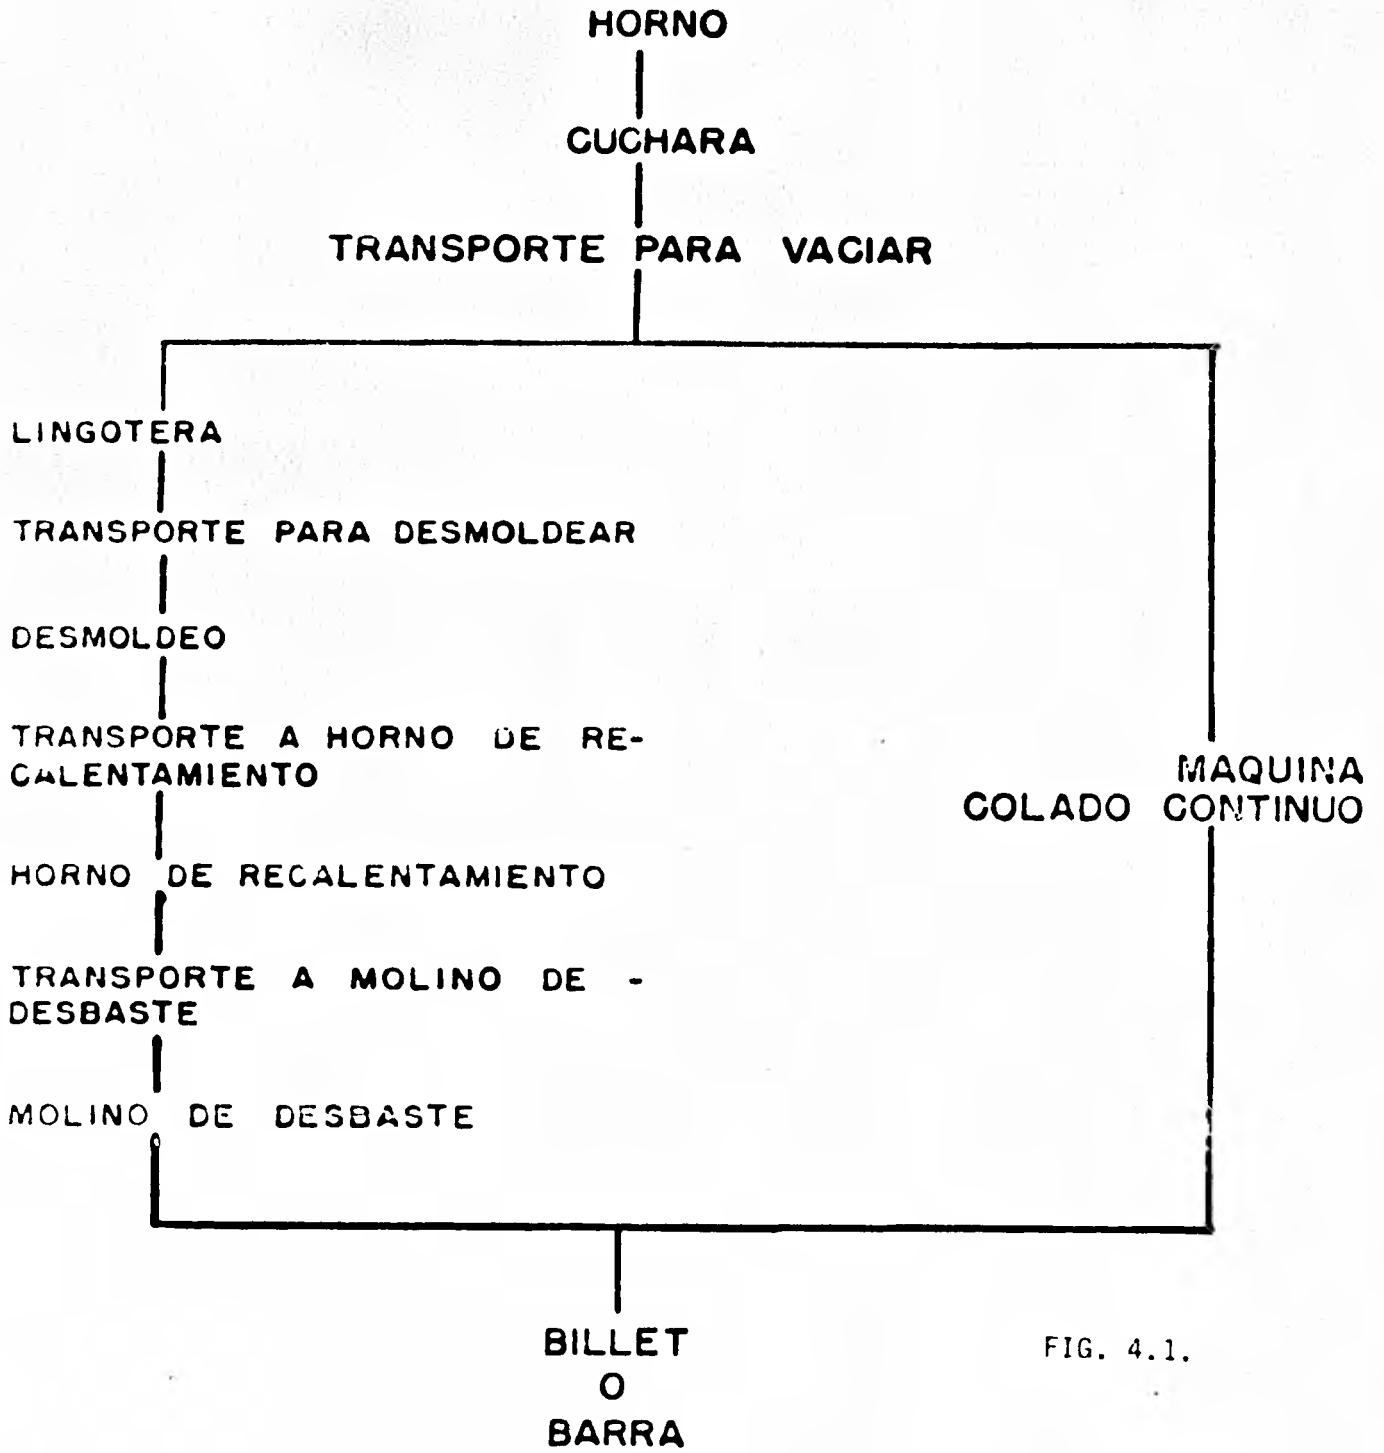 HORNO
CUCHARA
TRANSPORTE PARA VACIAR
LINGOTERA
TRANSPORTE PARA DESMOLDEAR
DESMOLDEO
TRANSPORTE A HORNO DE RE-
CALENTAMIENTO
HORNO DE RECALENTAMIENTO
TRANSPORTE A MOLINO DE -
DESBASTE
MOLINO DE DESBASTE
MAQUINA
COLADO CONTINUO
BILLET
O
BARRA
FIG. 4.1.